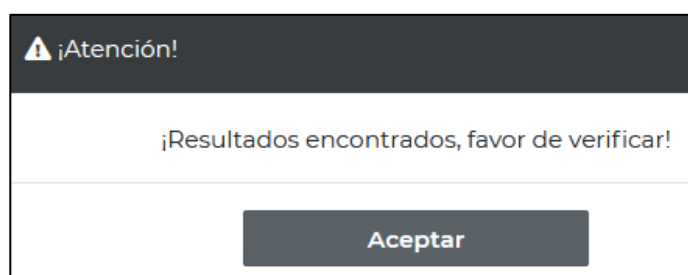 ¡Atención!
¡Resultados encontrados, favor de verificar!
Aceptar